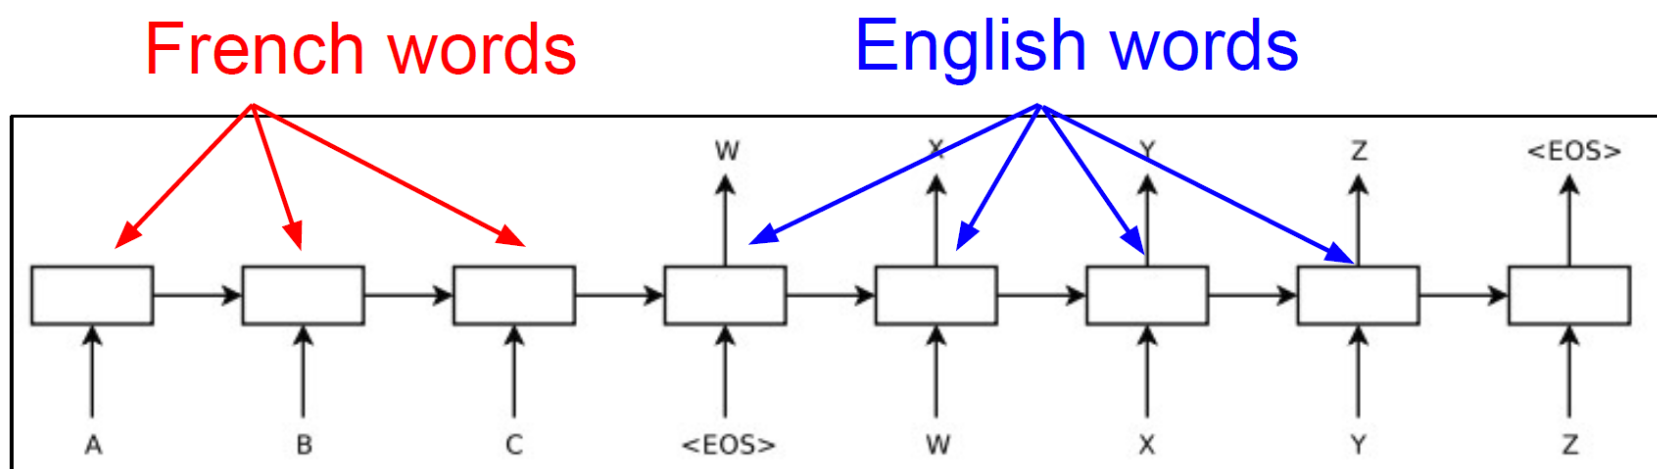 French words English words
W X Y Z <EOS>
A B C <EOS> W X Y Z